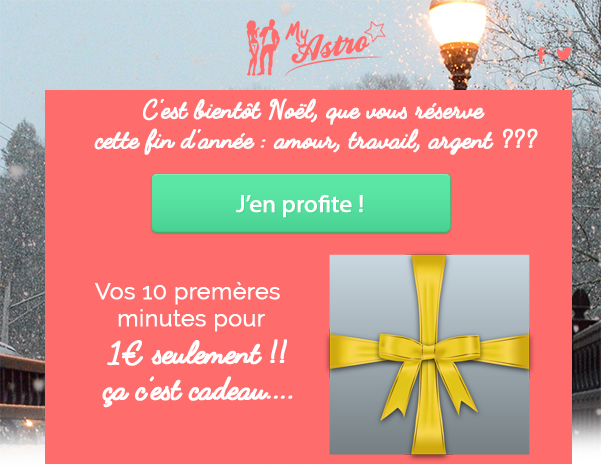 My
Astro
C'est bientôt Noël, que vous réserve
cette fin d'année : amour, travail, argent ???
J'en profite !
Vos 10 premères
minutes pour
1€ seulement !!
ça c'est cadeau....